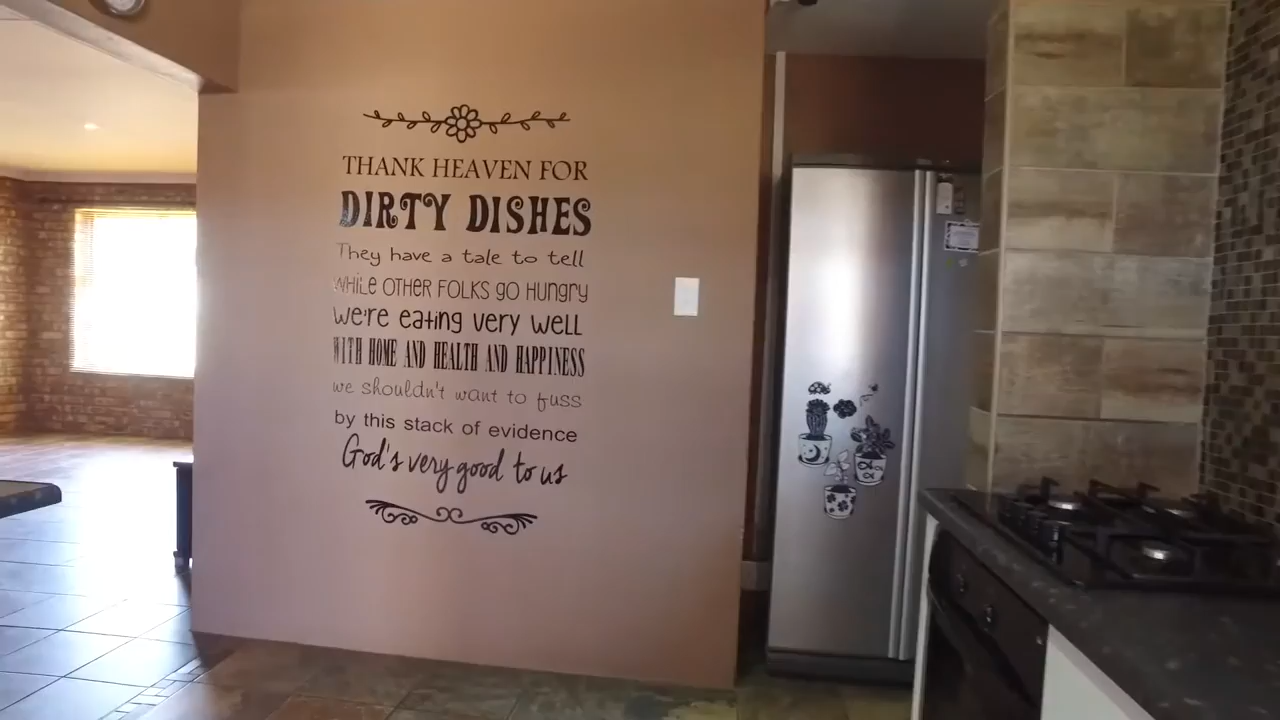 THANK HEAVEN FOR
DIRTY DISHES
They have a tale to tell
WHiLE OTHER FOLKS gO HUngry
we're eating very well
WITH HOME AND HEALTH AND HAPPINESS
we shouldn't want to fuss
by this stack of evidence
God's very good to us